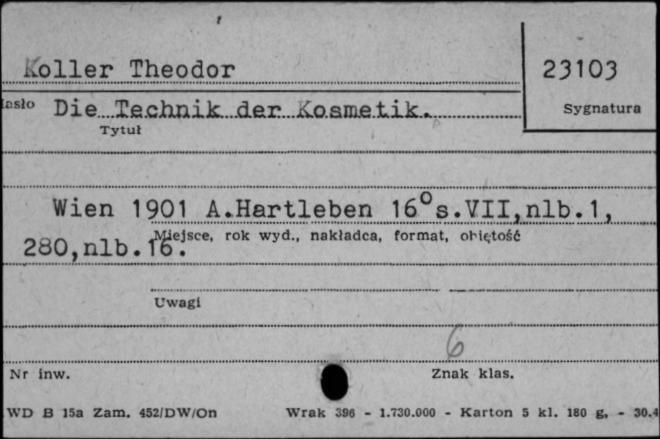 Koller Theodor
23103
Hasło Die Technik der Kosmetik.
Sygnatura
Tytuł
Wien 1901 A.Hartleben 16° s.VII,nlb.1,
Miejsce, rok wyd., nakładca, format, objętość
280,nlb.16.
Uwagi
6
Nr inw.
Znak klas.
WD B 15a Zam. 452/DW/On Wrak 396 - 1.730.000 - Karton 5 kl. 180 g, - 30.4